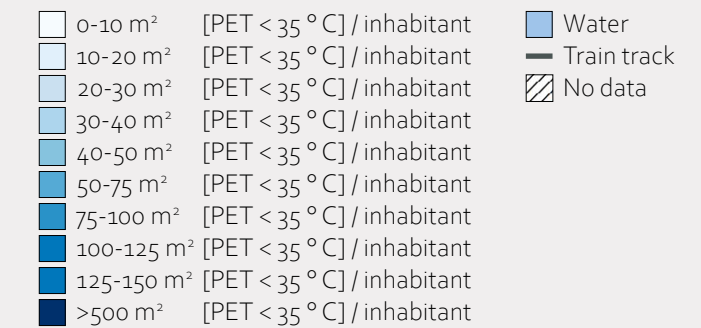 0-10 m² [PET < 35 ° C] / inhabitant
10-20 m² [PET < 35 ° C] / inhabitant
20-30 m² [PET < 35 ° C] / inhabitant
30-40 m² [PET < 35 ° C] / inhabitant
40-50 m² [PET < 35 ° C] / inhabitant
50-75 m² [PET < 35 ° C] / inhabitant
75-100 m² [PET < 35 ° C] / inhabitant
100-125 m² [PET < 35 ° C] / inhabitant
125-150 m² [PET < 35 ° C] / inhabitant
>500 m² [PET < 35 ° C] / inhabitant
Water
Train track
No data